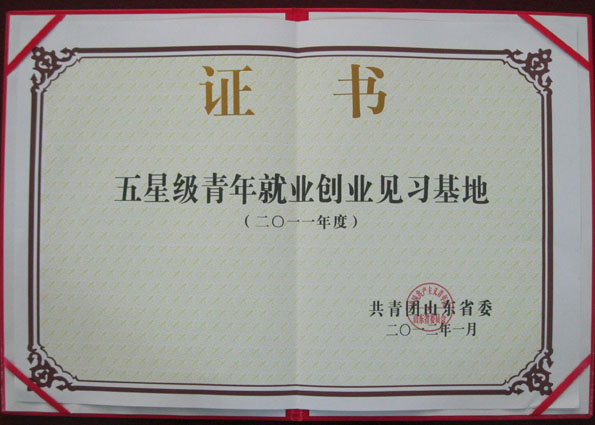 证 书
五星级青年就业创业见习基地
（二〇一一年度）
共青团山东省委
二〇一二年一月